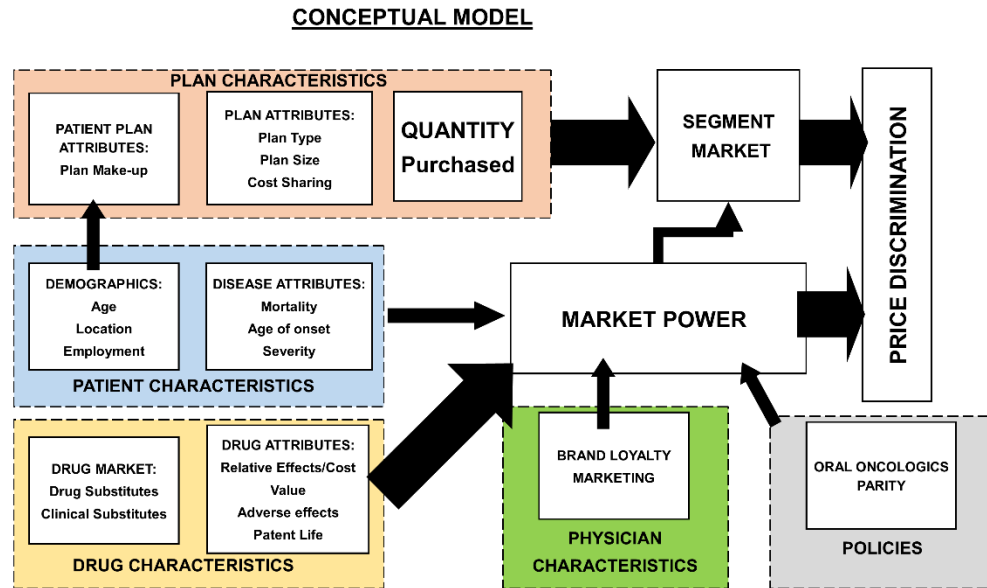 CONCEPTUAL MODEL
PLAN CHARACTERISTICS
PATIENT PLAN
ATTRIBUTES:
Plan Make-up
PLAN ATTRIBUTES:
Plan Type
Plan Size
Cost Sharing
QUANTITY
Purchased
SEGMENT
MARKET
PRICE DISCRIMINATION
DEMOGRAPHICS:
Age
Location
Employment
DISEASE ATTRIBUTES:
Mortality
Age of onset
Severity
PATIENT CHARACTERISTICS
MARKET POWER
DRUG MARKET:
Drug Substitutes
Clinical Substitutes
DRUG ATTRIBUTES:
Relative Effects/Cost
Value
Adverse effects
Patent Life
DRUG CHARACTERISTICS
BRAND LOYALTY
MARKETING
PHYSICIAN
CHARACTERISTICS
ORAL ONCOLOGICS
PARITY
POLICIES